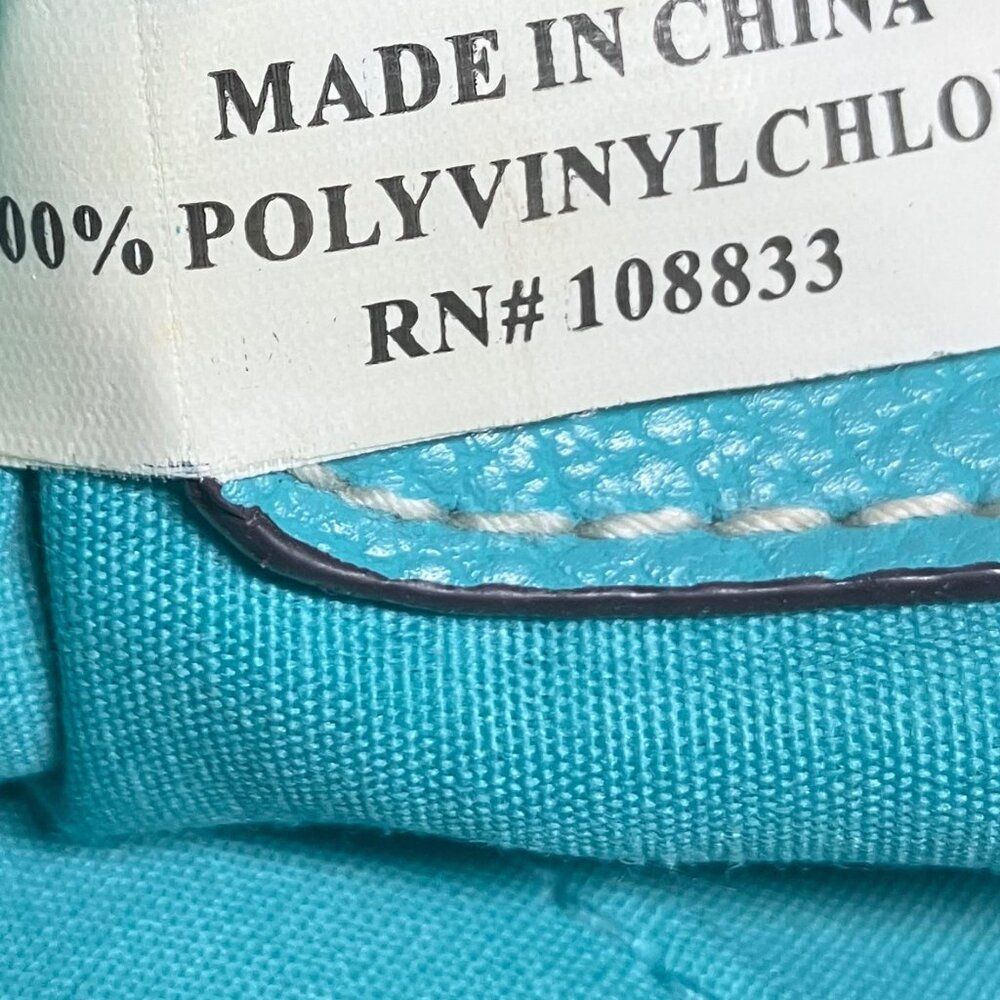 MADE IN CHINA
00% POLYVINYLCHLO
RN# 108833